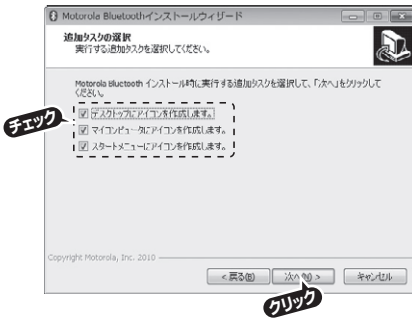 Motorola Bluetoothインストールウィザード
追加タスクの選択
実行する追加タスクを選択してください。
Motorola Bluetooth インストール時に実行する追加タスクを選択して、「次へ」をクリックして
ください。
チェック
デスクトップにアイコンを作成します。
マイコンピュータにアイコンを作成します。
スタートメニューにアイコンを作成します。
Copyright Motorola, Inc. 2010
< 戻る(B)
次へ(N) >
キャンセル
クリック